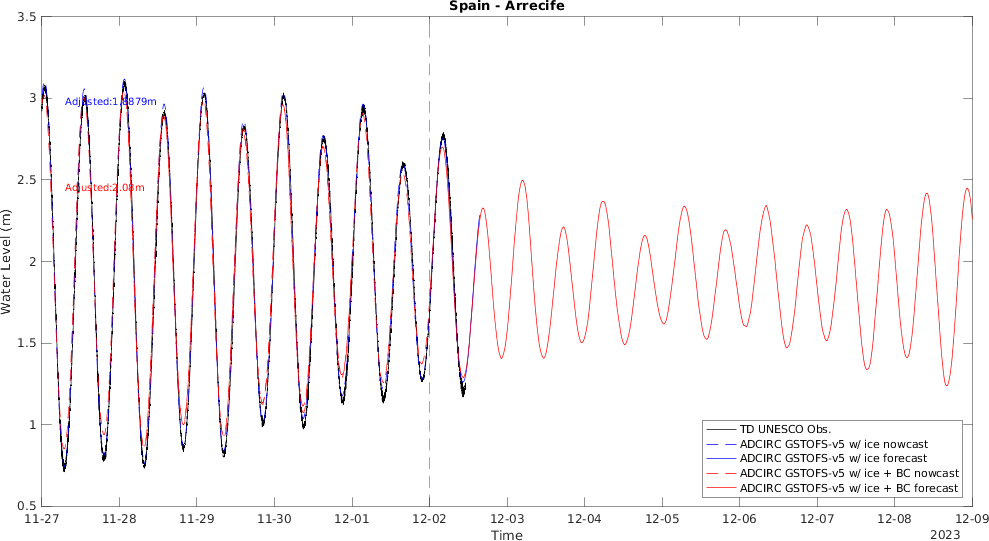 Spain - Arrecife
3.5
3
2.5
2
1.5
1
0.5
Water Level (m)
Adjusted:1.8879m
Adjusted:2.08m
TD UNESCO Obs.
ADCIRC GSTOFS-v5 w/ ice nowcast
ADCIRC GSTOFS-v5 w/ ice forecast
ADCIRC GSTOFS-v5 w/ ice + BC nowcast
ADCIRC GSTOFS-v5 w/ ice + BC forecast
11-27 11-28 11-29 11-30 12-01 12-02 12-03 12-04 12-05 12-06 12-07 12-08 12-09
Time
2023